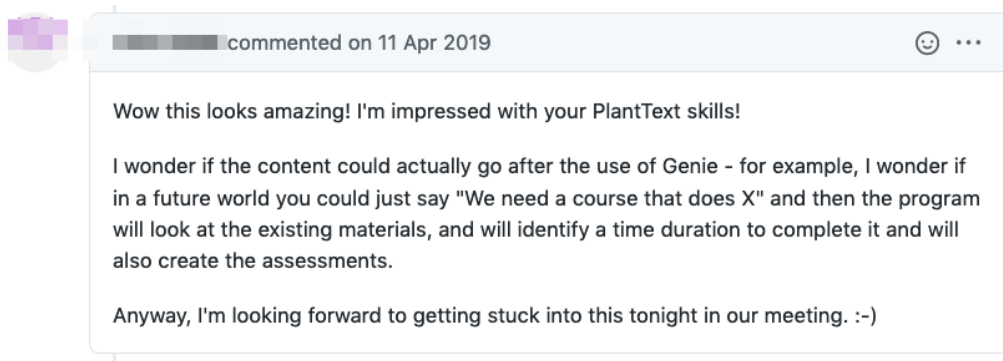 commented on 11 Apr 2019
Wow this looks amazing! I'm impressed with your PlantText skills!
I wonder if the content could actually go after the use of Genie - for example, I wonder if
in a future world you could just say "We need a course that does X" and then the program
will look at the existing materials, and will identify a time duration to complete it and will
also create the assessments.
Anyway, I'm looking forward to getting stuck into this tonight in our meeting. :-)